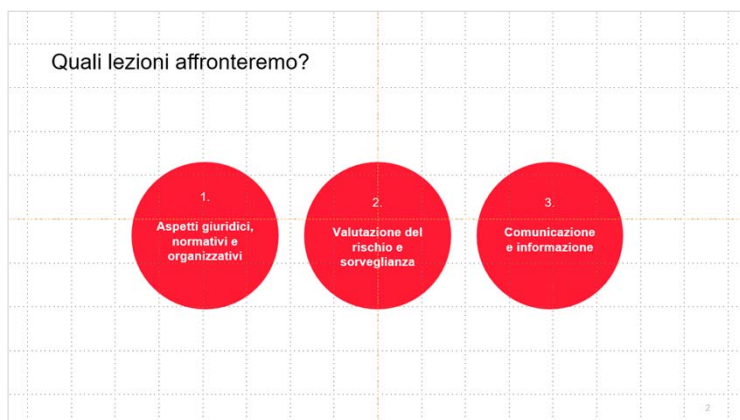 Quali lezioni affronteremo?
1.
Aspetti giuridici,
normativi e
organizzativi
2.
Valutazione del
rischio e
sorveglianza
3.
Comunicazione
e informazione
2